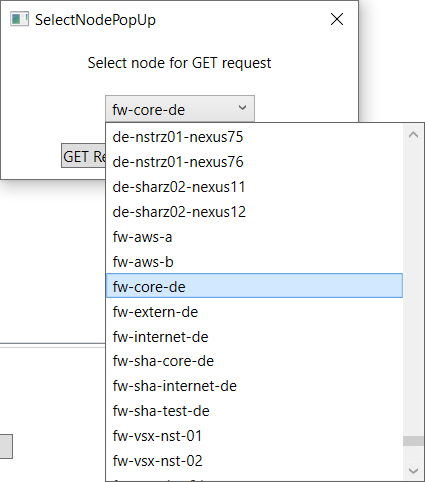 SelectNodePopUp
Select node for GET request
fw-core-de
GET Re
de-nstrz01-nexus75
de-nstrz01-nexus76
de-sharz02-nexus11
de-sharz02-nexus12
fw-aws-a
fw-aws-b
fw-core-de
fw-extern-de
fw-internet-de
fw-sha-core-de
fw-sha-internet-de
fw-sha-test-de
fw-vsx-nst-01
fw-vsx-nst-02